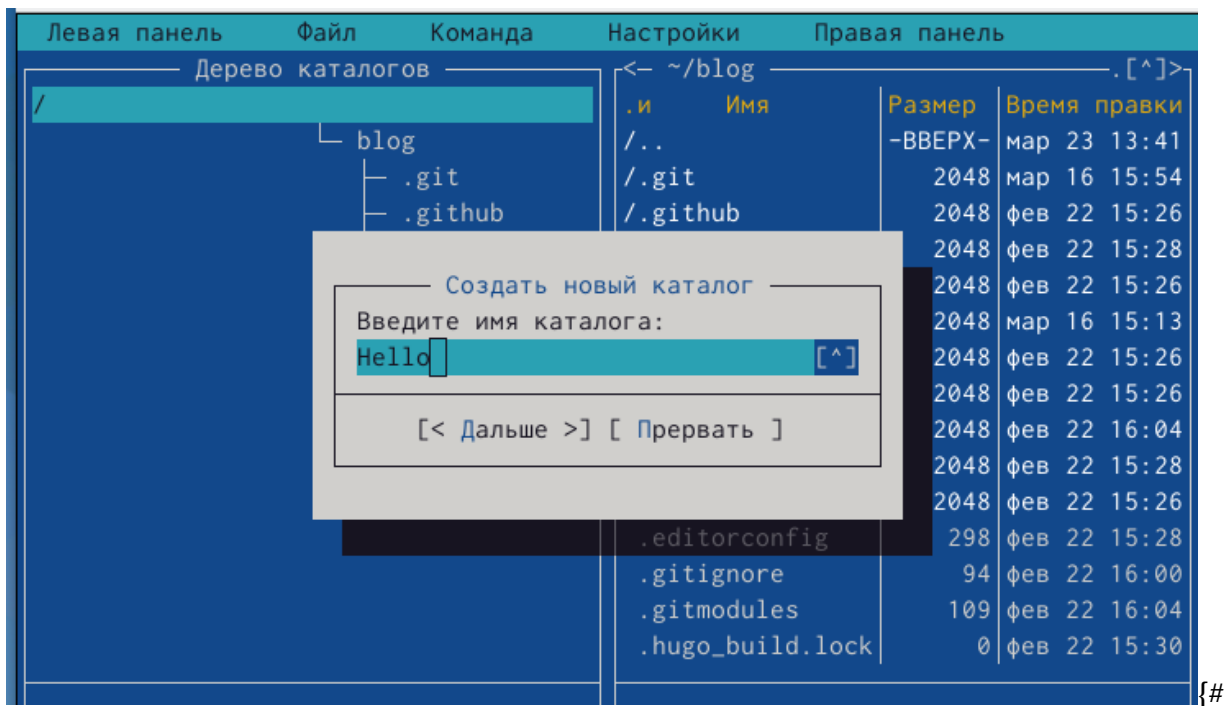 Левая панель Файл Команда Настройки Правая панель
Дерево каталогов <— ~/blog .[^]>
/ .и Имя Размер Время правки
blog /.. -ВВЕРХ- мар 23 13:41
.git /.git 2048 мар 16 15:54
.github /.github 2048 фев 22 15:26
2048 фев 22 15:28
Создать новый каталог 2048 фев 22 15:26
Введите имя каталога: 2048 мар 16 15:13
Hello [^] 2048 фев 22 15:26
2048 фев 22 15:26
[< Дальше >] [ Прервать ] 2048 фев 22 16:04
2048 фев 22 15:28
2048 фев 22 15:26
.editorconfig 298 фев 22 15:28
.gitignore 94 фев 22 16:00
.gitmodules 109 фев 22 16:04
.hugo_build.lock 0 фев 22 15:30
{#